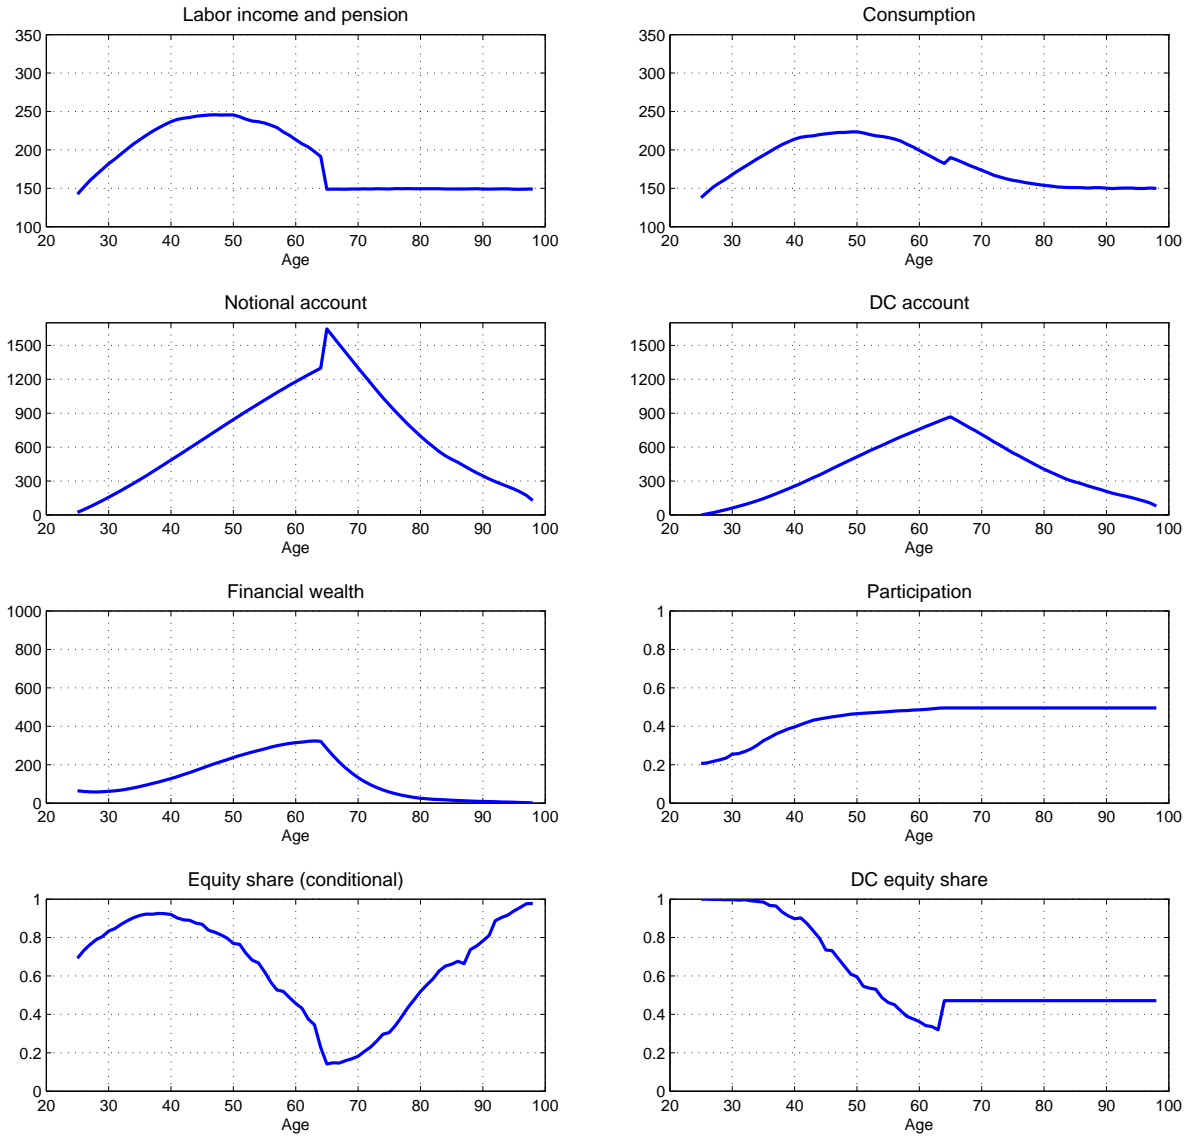 Labor income and pension
350
300
250
200
150
100
20 30 40 50 60 70 80 90 100
Age
Consumption
350
300
250
200
150
100
20 30 40 50 60 70 80 90 100
Age
Notional account
1500
1200
900
600
300
0
20 30 40 50 60 70 80 90 100
Age
DC account
1500
1200
900
600
300
0
20 30 40 50 60 70 80 90 100
Age
Financial wealth
1000
800
600
400
200
0
20 30 40 50 60 70 80 90 100
Age
Participation
1
0.8
0.6
0.4
0.2
0
20 30 40 50 60 70 80 90 100
Age
Equity share (conditional)
1
0.8
0.6
0.4
0.2
0
20 30 40 50 60 70 80 90 100
Age
DC equity share
1
0.8
0.6
0.4
0.2
0
20 30 40 50 60 70 80 90 100
Age